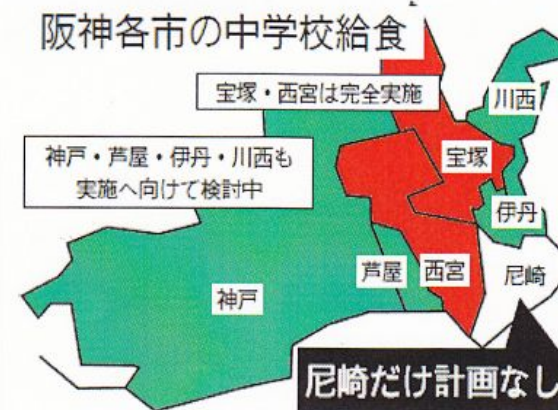 阪神各市の中学校給食
宝塚・西宮は完全実施
川西
神戸・芦屋・伊丹・川西も
実施へ向けて検討中
宝塚
伊丹
芦屋
西宮
尼崎
神戸
尼崎だけ計画なし